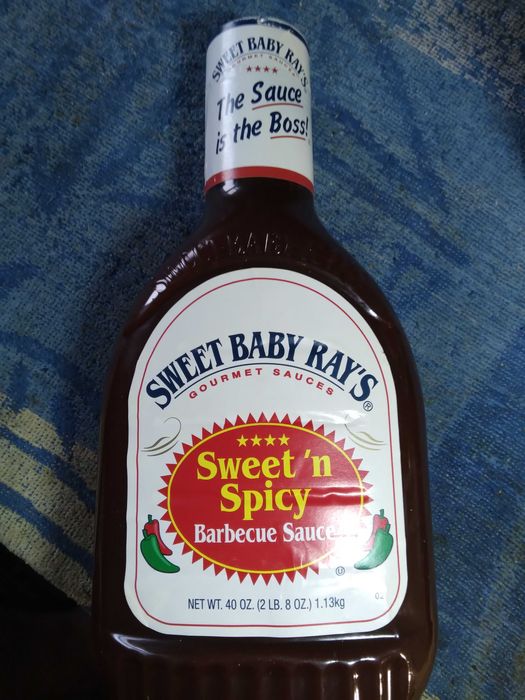 SWEET BABY RAY'S
GOURMET SAUCES
The Sauce
is the Boss!
SWEET BABY RAY'S®
GOURMET SAUCES
Sweet 'n
Spicy
Barbecue Sauce
U
NET WT. 40 OZ. (2 LB. 8 OZ.) 1.13kg
02